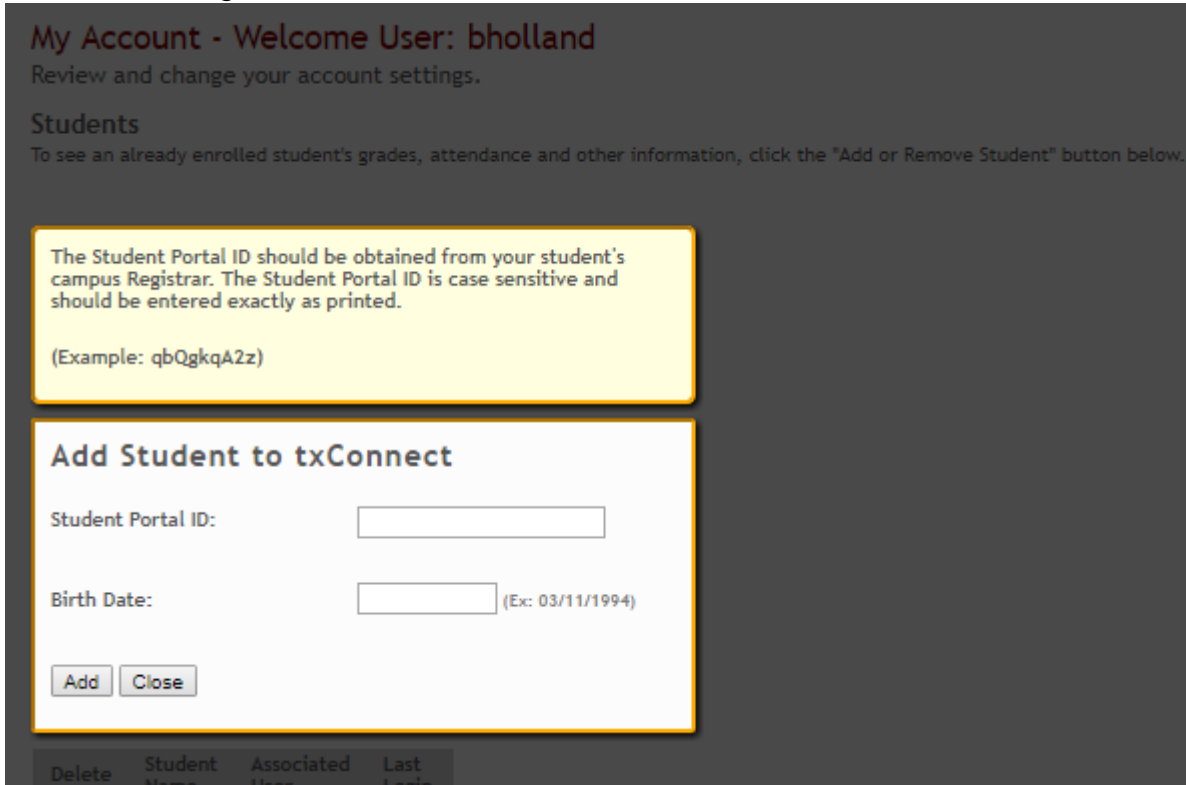 My Account - Welcome User: bholland
Review and change your account settings.
Students
To see an already enrolled student's grades, attendance and other information, click the "Add or Remove Student" button below.
The Student Portal ID should be obtained from your student's
campus Registrar. The Student Portal ID is case sensitive and
should be entered exactly as printed.
(Example: qbQgkqA2z)
Add Student to txConnect
Student Portal ID:
Birth Date: (Ex: 03/11/1994)
Add Close
Delete Student Associated Last